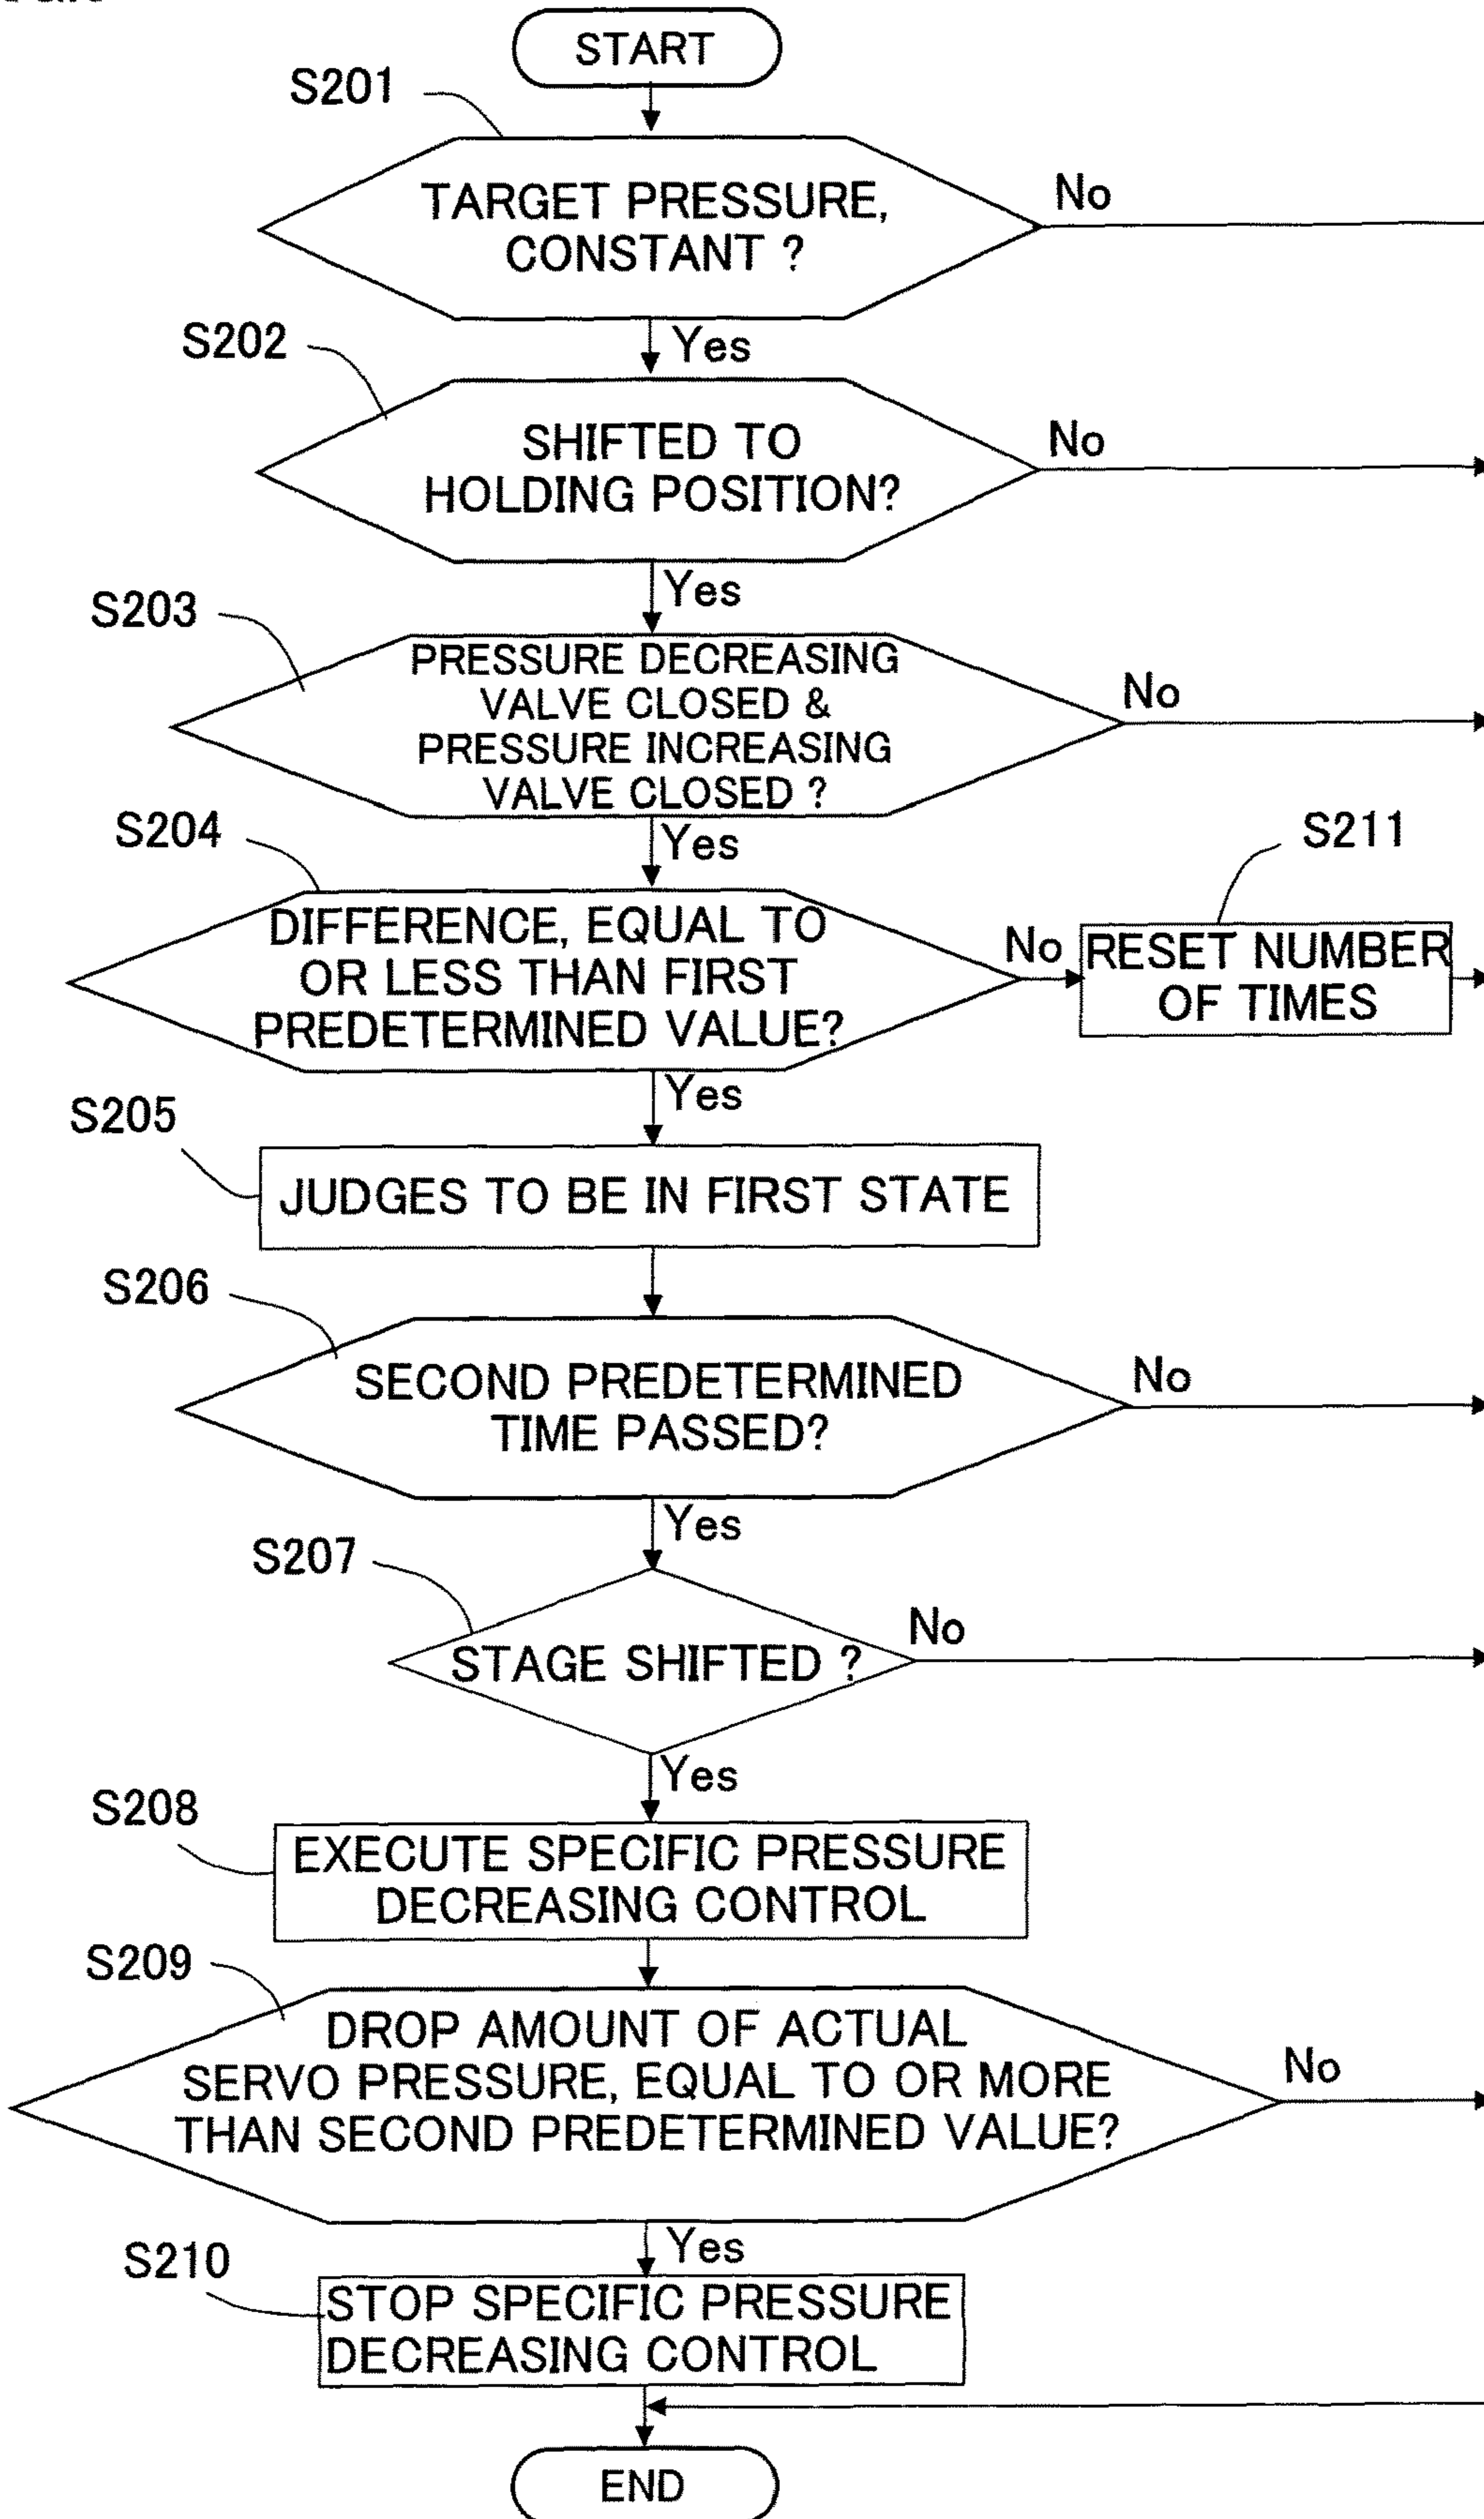 START
S201
TARGET PRESSURE,
CONSTANT ?
No
Yes
S202
SHIFTED TO
HOLDING POSITION?
No
Yes
S203
PRESSURE DECREASING
VALVE CLOSED &
PRESSURE INCREASING
VALVE CLOSED ?
No
Yes
S204
DIFFERENCE, EQUAL TO
OR LESS THAN FIRST
PREDETERMINED VALUE?
No
S211
RESET NUMBER
OF TIMES
Yes
S205
JUDGES TO BE IN FIRST STATE
S206
SECOND PREDETERMINED
TIME PASSED?
No
Yes
S207
STAGE SHIFTED ?
No
Yes
S208
EXECUTE SPECIFIC PRESSURE
DECREASING CONTROL
S209
DROP AMOUNT OF ACTUAL
SERVO PRESSURE, EQUAL TO OR MORE
THAN SECOND PREDETERMINED VALUE?
No
Yes
S210
STOP SPECIFIC PRESSURE
DECREASING CONTROL
END